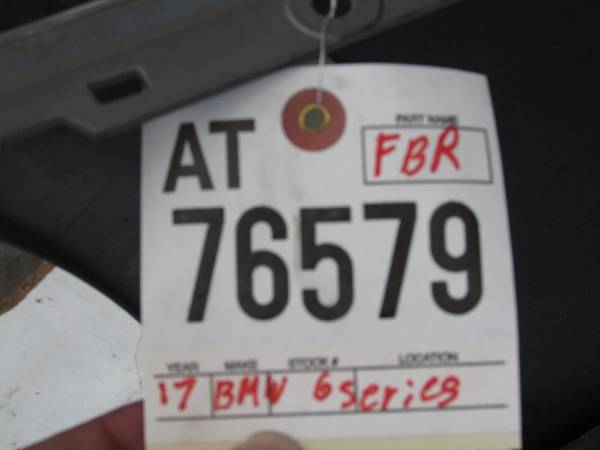 PART NAME
AT FBR
76579
YEAR MAKE STOCK # LOCATION
17 BMW 6 series